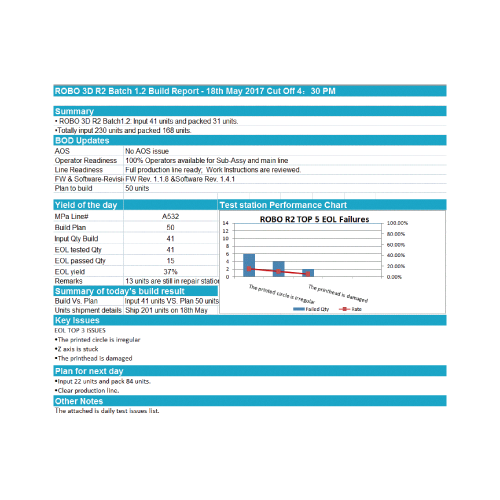 ROBO 3D R2 Batch 1.2 Build Report - 18th May 2017 Cut Off 4：30 PM
Summary
• ROBO 3D R2 Batch1.2. Input 41 units and packed 31 units.
•Totally input 230 units and packed 168 units.
BOD Updates
AOS No AOS issue
Operator Readiness 100% Operators available for Sub-Assy and main line
Line Readiness Full production line ready; Work Instructions are reviewed.
FW & Software-Revisi FW Rev. 1.1.8 &Software Rev. 1.4.1
Plan to build 50 units
Yield of the day
MPa Line# A532
Build Plan 50
Input Qty Build 41
EOL tested Qty 41
EOL passed Qty 15
EOL yield 37%
Remarks 13 units are still in repair station
Test station Performance Chart
ROBO R2 TOP 5 EOL Failures
14
12
10
8
6
4
2
0
100.00%
80.00%
60.00%
40.00%
20.00%
0.00%
The printed circle is irregular
The printhead is damaged
Failed Qty
Rate
Summary of today's build result
Build Vs. Plan Input 41 units VS. Plan 50 units
Units shipment details Ship 201 units on 18th May
Key Issues
EOL TOP 3 ISSUES
•The printed circle is irregular
•Z axis is stuck
•The printhead is damaged
Plan for next day
•Input 22 units and pack 84 units.
•Clear production line.
Other Notes
The attached is daily test issues list.